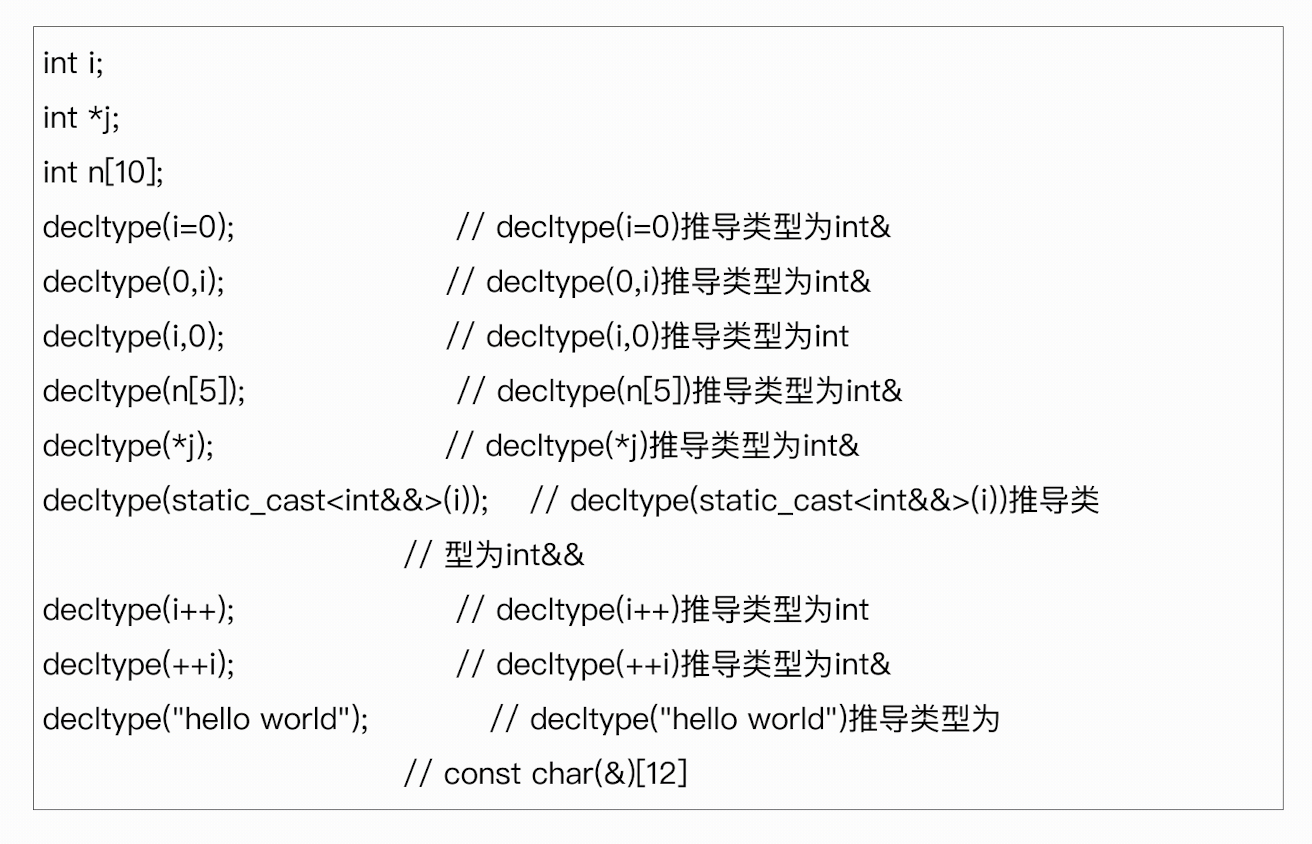 int i;
int *j;
int n[10];
decltype(i=0); // decltype(i=0)推导类型为int&
decltype(0,i); // decltype(0,i)推导类型为int&
decltype(i,0); // decltype(i,0)推导类型为int
decltype(n[5]); // decltype(n[5])推导类型为int&
decltype(*j); // decltype(*j)推导类型为int&
decltype(static_cast<int&&>(i)); // decltype(static_cast<int&&>(i))推导类
// 型为int&&
decltype(i++); // decltype(i++)推导类型为int
decltype(++i); // decltype(++i)推导类型为int&
decltype("hello world"); // decltype("hello world")推导类型为
// const char(&)[12]